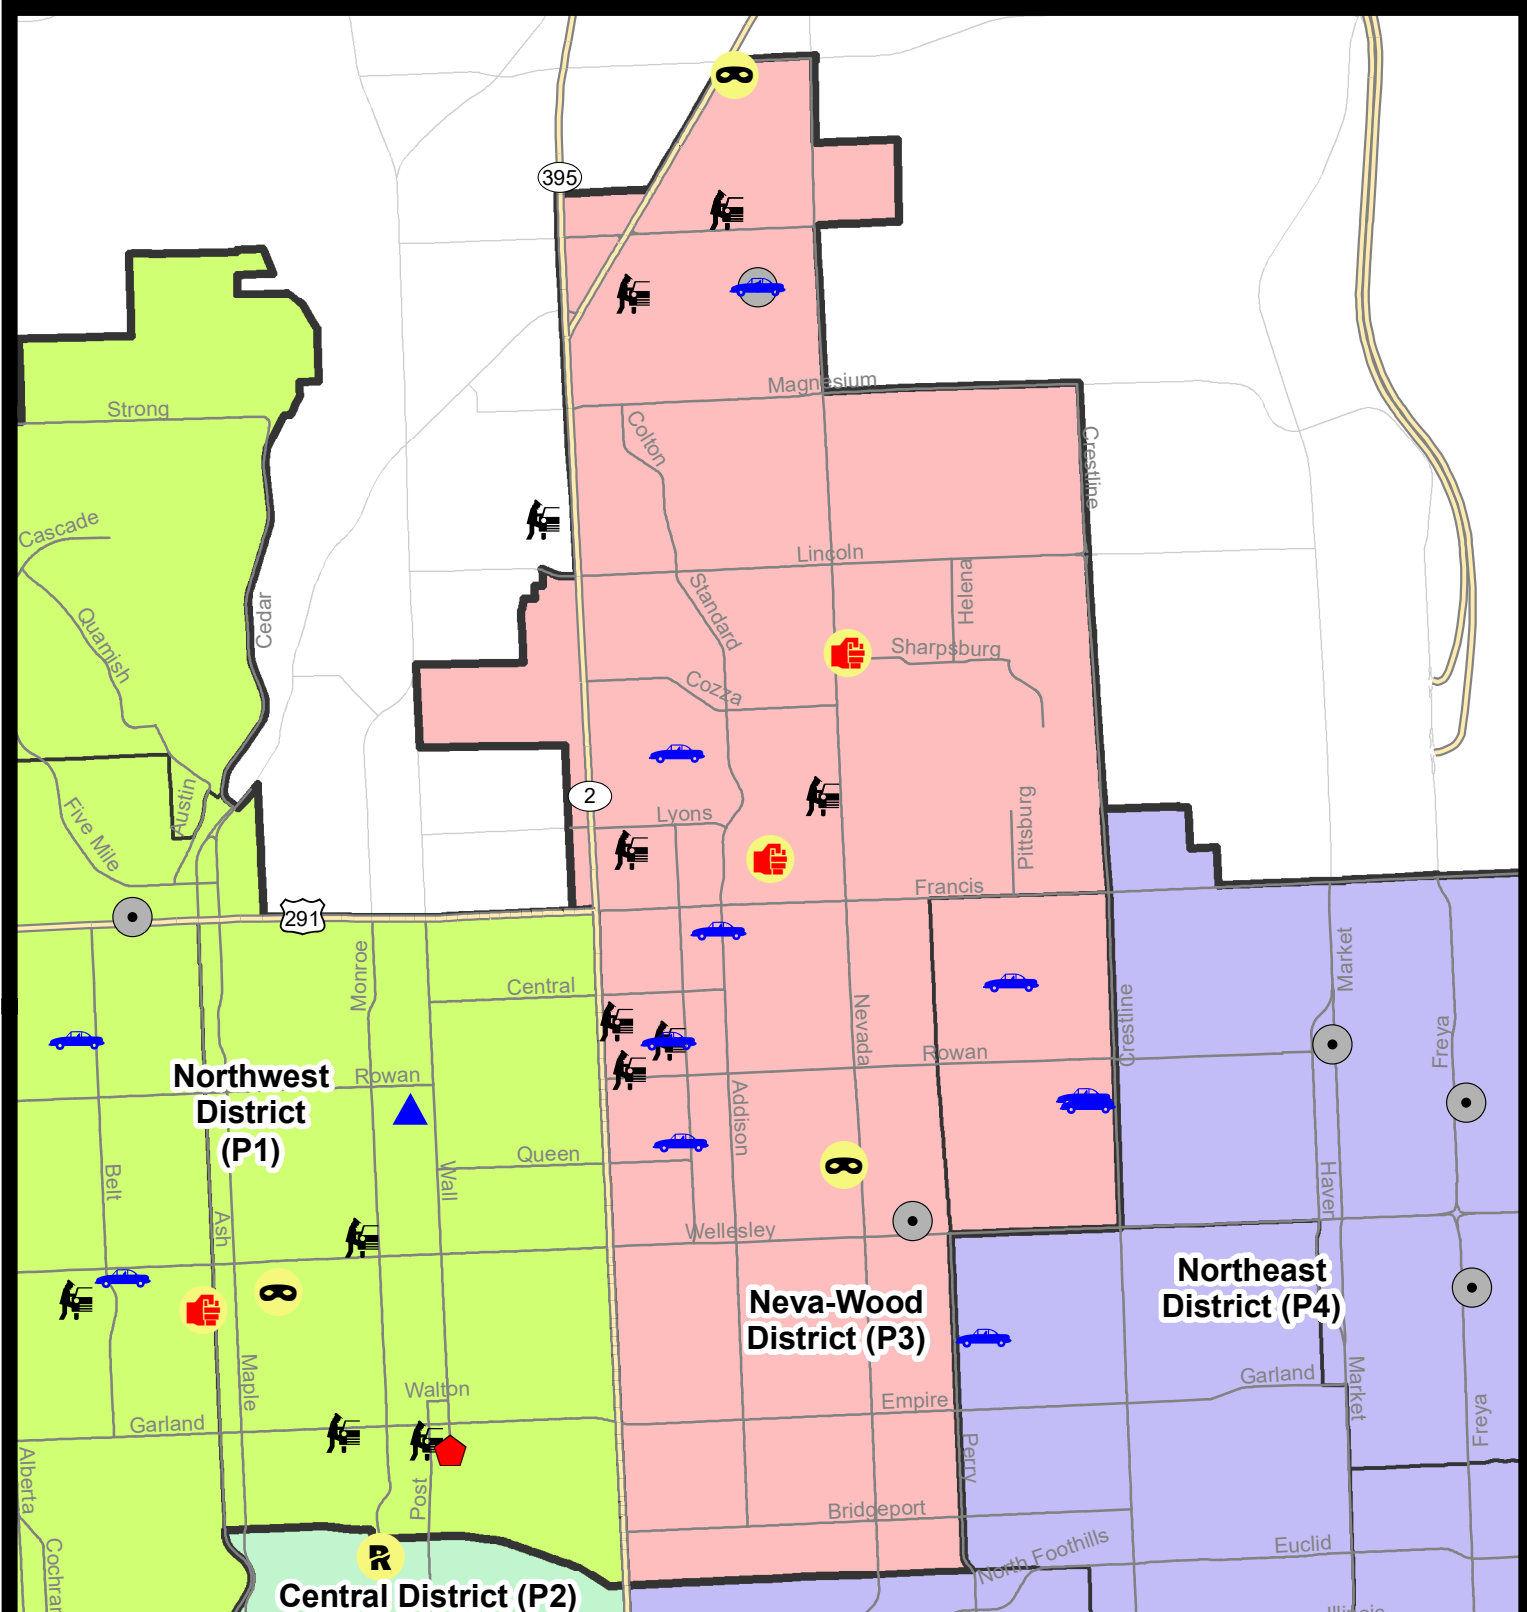 395
Magnesium
Strong
Colton
Crestline
Cascade
Lincoln
Helena
Standard
Cedar
Quamish
Sharpsburg
Cozza
2
Lyons
Pittsburg
Austin
Five Mile
Francis
291
Market
Monroe
Central
Nevada
Crestline
Freya
Rowan
Northwest
District
(P1)
Rowan
Addison
Queen
Belt
Wall
Haven
Ash
Wellesley
Northeast
District (P4)
Neva-Wood
District (P3)
Maple
Walton
Garland
Market
Empire
Freya
Garland
Alberta
Perry
Post
Bridgeport
R
North Foothills
Euclid
Cochran
Central District (P2)